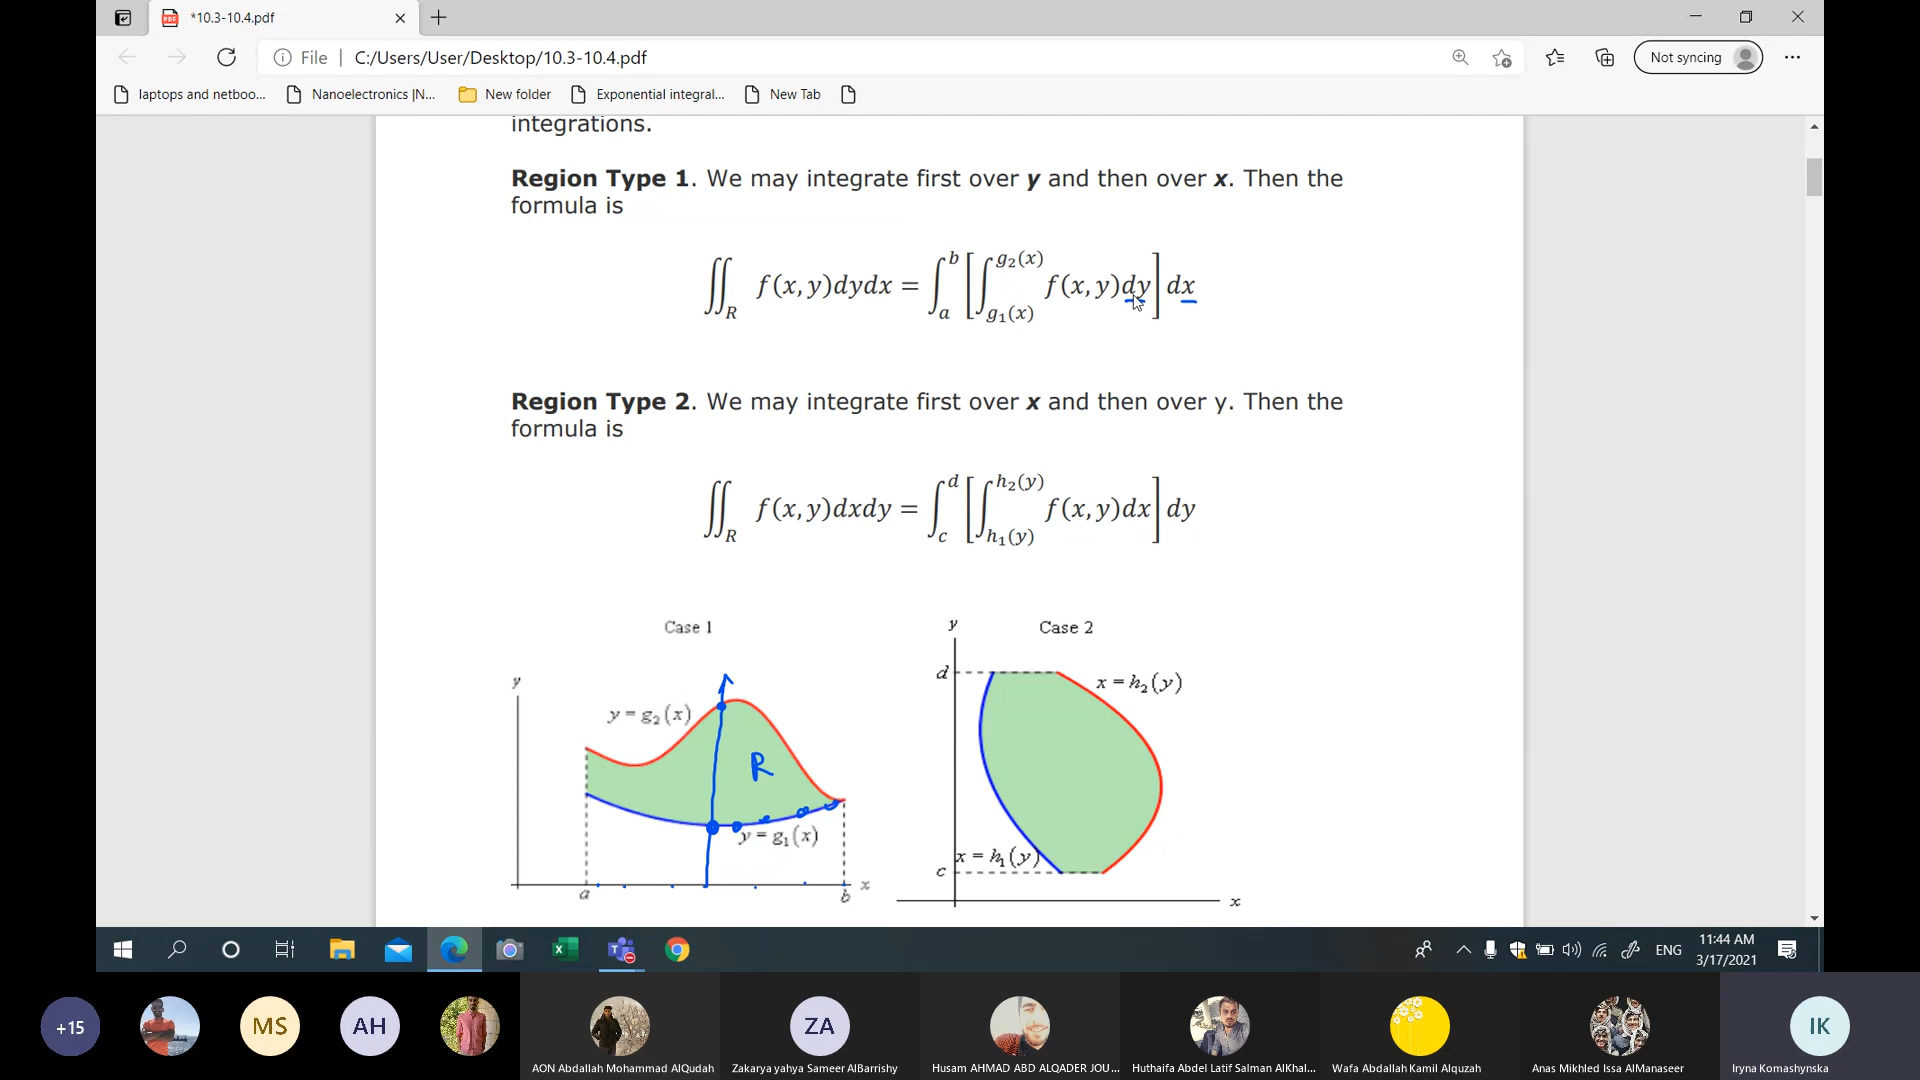 *10.3-10.4.pdf
File | C:/Users/User/Desktop/10.3-10.4.pdf
Not syncing
laptops and netboo...
Nanoelectronics |N...
New folder
Exponential integral...
New Tab
integrations.
Region Type 1. We may integrate first over y and then over x. Then the
formula is
∬_R f(x,y)dydx = ∫_a^b [∫_{g₁(x)}^{g₂(x)} f(x,y)dy] dx
Region Type 2. We may integrate first over x and then over y. Then the
formula is
∬_R f(x,y)dxdy = ∫_c^d [∫_{h₁(y)}^{h₂(y)} f(x,y)dx] dy
Case 1
y
y = g₂(x)
R
y = g₁(x)
a
b
x
Case 2
y
d
x = h₂(y)
x = h₁(y)
c
x
ENG
11:44 AM
3/17/2021
+15
MS
AH
AON Abdallah Mohammad AlQudah
ZA
Zakarya yahya Sameer AlBarrishy
Husam AHMAD ABD ALQADER JOU...
Huthaifa Abdel Latif Salman AlKhal...
Wafa Abdallah Kamil Alquzah
Anas Mikhled Issa AlManaseer
IK
Iryna Komashynska